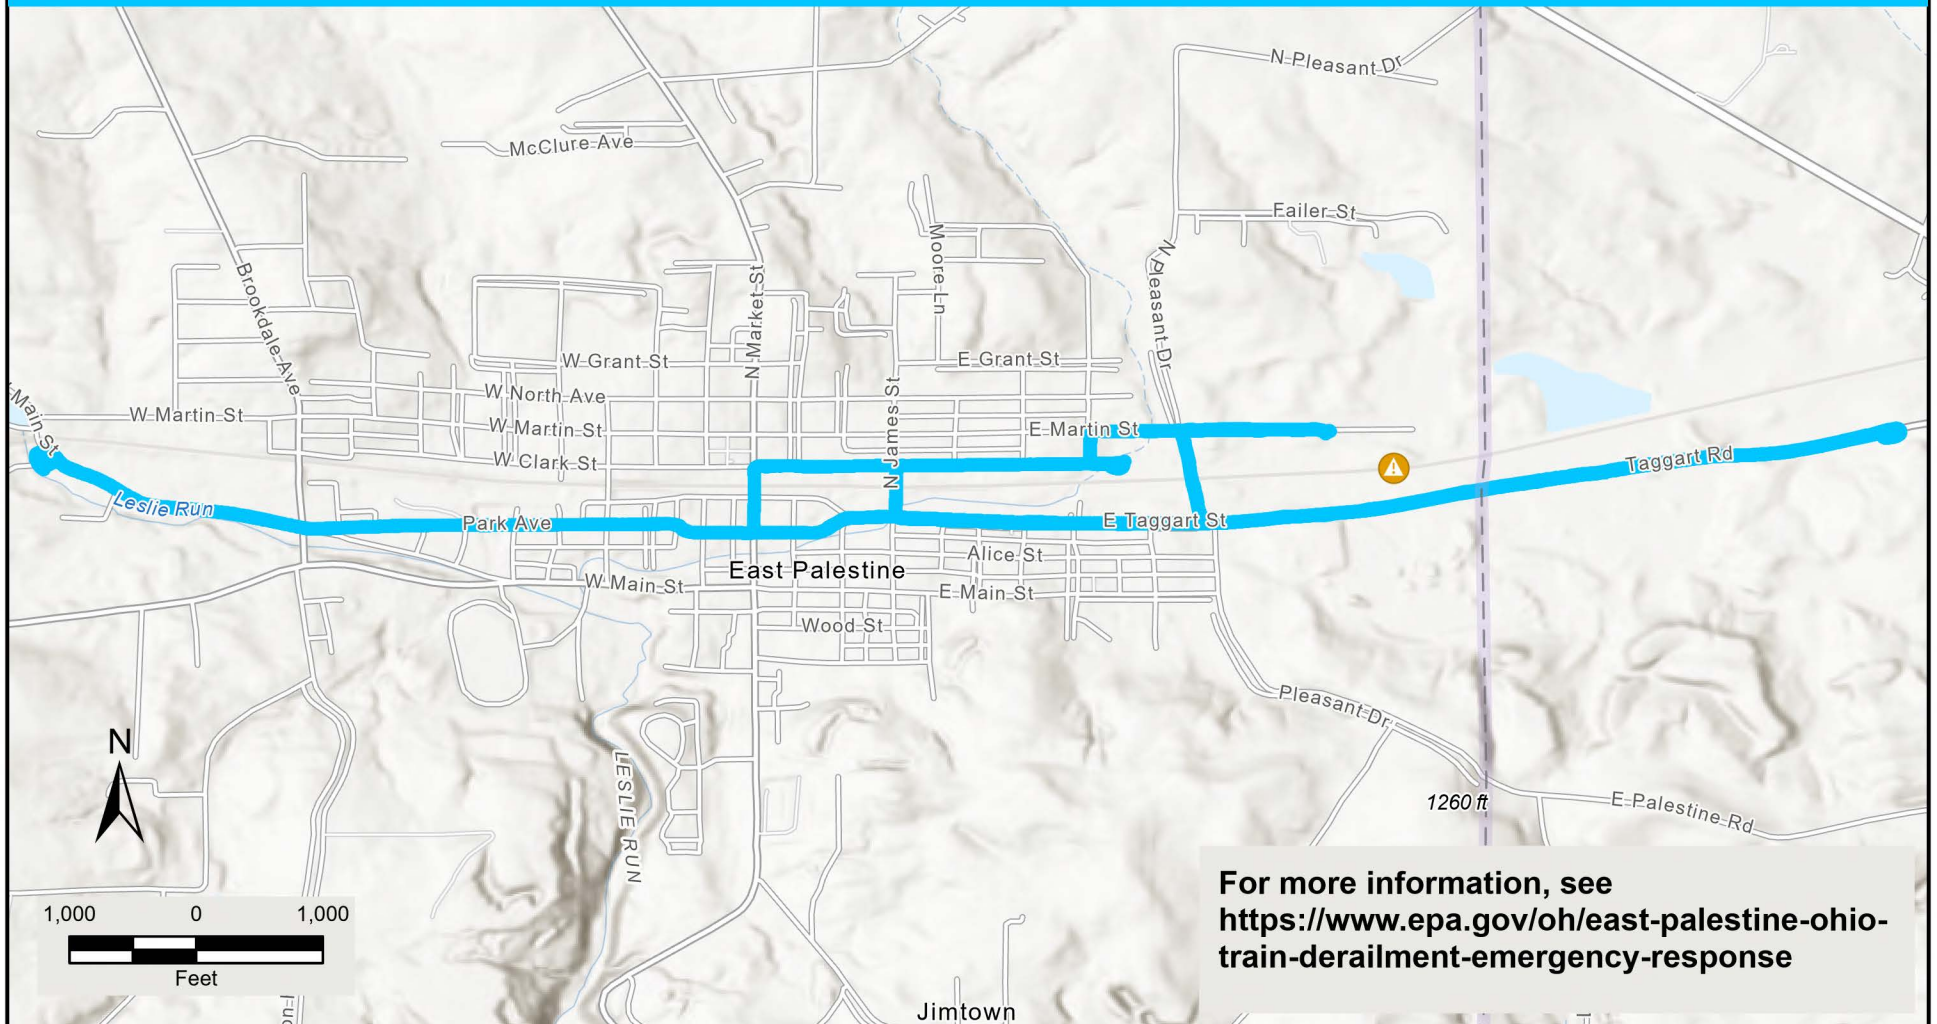 N Pleasant Dr
McClure Ave
Failer St
Moore Ln
N Pleasant Dr
Brookdale Ave
N Market St
W Grant St
E Grant St
W North Ave
N James St
Main St
W Martin St
W Martin St
E Martin St
W Clark St
Taggart Rd
Leslie Run
Park Ave
E Taggart St
Alice St
East Palestine
W Main St
E Main St
Wood St
Pleasant Dr
N
LESLIE RUN
1260 ft
E Palestine Rd
For more information, see
https://www.epa.gov/oh/east-palestine-ohio-
train-derailment-emergency-response
1,000 0 1,000
Feet
Jimtown